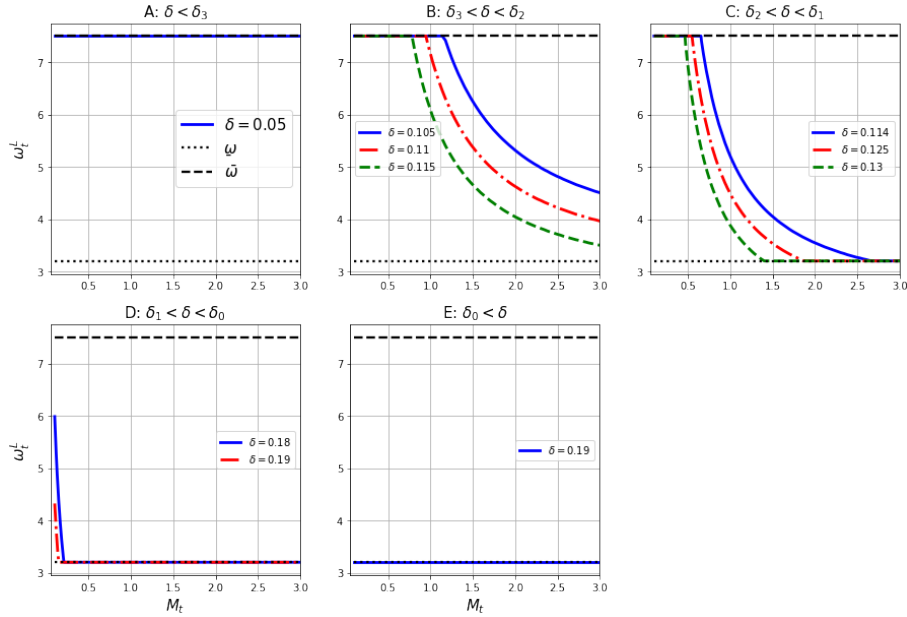 A: δ < δ₃
B: δ₃ < δ < δ₂
C: δ₂ < δ < δ₁
7
6
5
4
3
ω_t^L
δ = 0.05
ω̲
ω̄
0.5 1.0 1.5 2.0 2.5 3.0
7
6
5
4
3
δ = 0.105
δ = 0.11
δ = 0.115
0.5 1.0 1.5 2.0 2.5 3.0
7
6
5
4
3
δ = 0.114
δ = 0.125
δ = 0.13
0.5 1.0 1.5 2.0 2.5 3.0
D: δ₁ < δ < δ₀
E: δ₀ < δ
7
6
5
4
3
ω_t^L
δ = 0.18
δ = 0.19
0.5 1.0 1.5 2.0 2.5 3.0
M_t
7
6
5
4
3
δ = 0.19
0.5 1.0 1.5 2.0 2.5 3.0
M_t